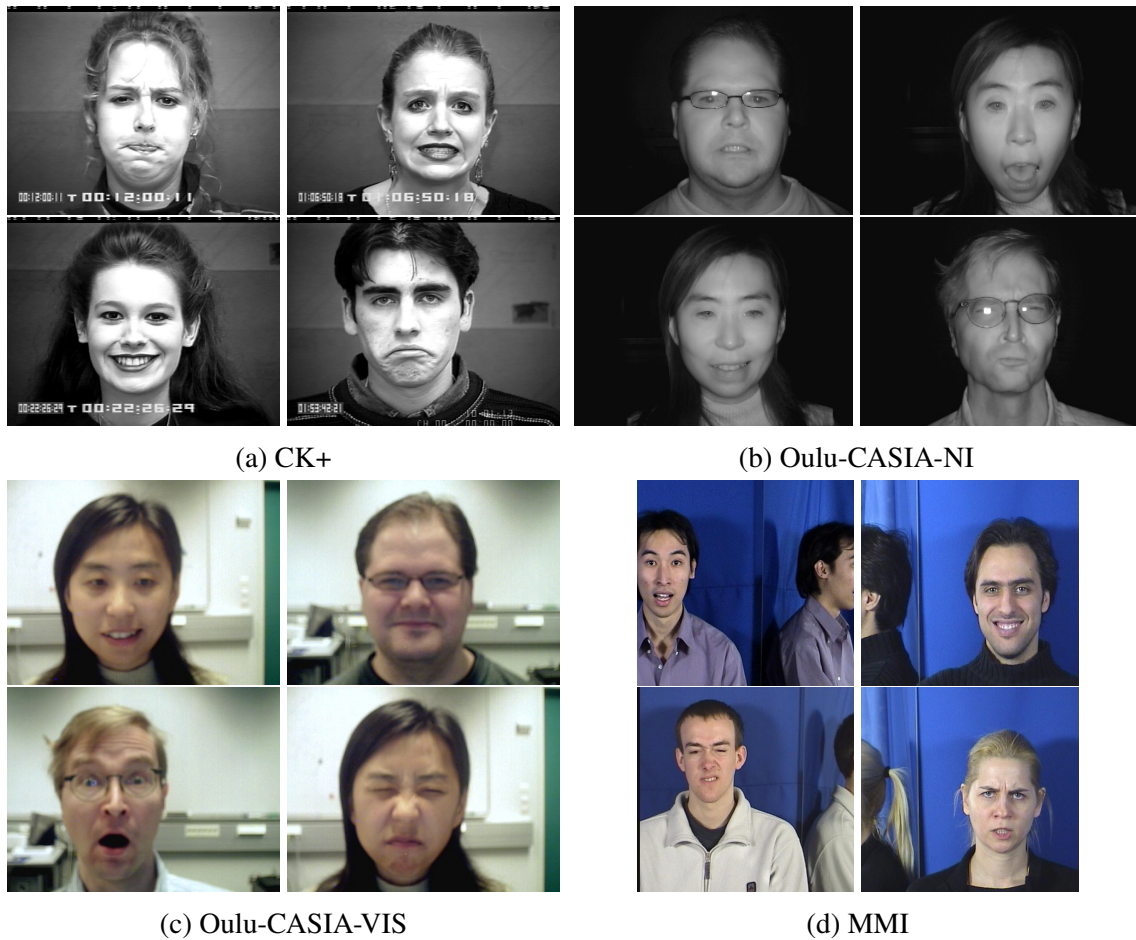 00:12:00:11 T 00:12:00:11
01:06:50:18 T 01:06:50:18
00:22:26:29 T 00:22:26:29
01:53:42:21
(a) CK+
(b) Oulu-CASIA-NI
(c) Oulu-CASIA-VIS
(d) MMI